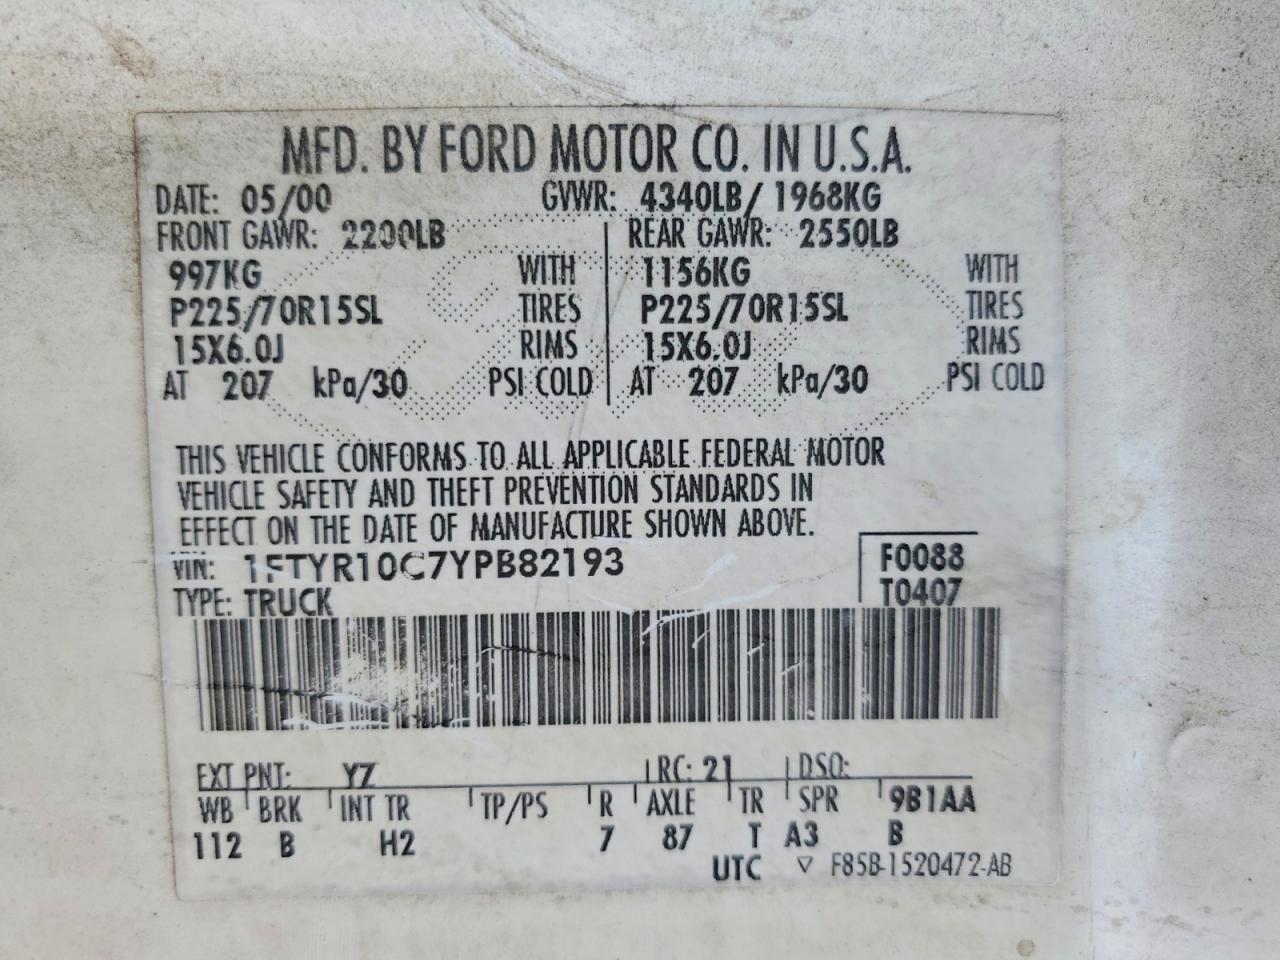 MFD. BY FORD MOTOR CO. IN U.S.A.
DATE: 05/00 GVWR: 4340LB/ 1968KG
FRONT GAWR: 2200LB REAR GAWR: 2550LB
997KG WITH 1156KG WITH
P225/70R15SL TIRES P225/70R15SL TIRES
15X6.0J RIMS 15X6.0J RIMS
AT 207 kPa/30 PSI COLD AT 207 kPa/30 PSI COLD
THIS VEHICLE CONFORMS TO ALL APPLICABLE FEDERAL MOTOR
VEHICLE SAFETY AND THEFT PREVENTION STANDARDS IN
EFFECT ON THE DATE OF MANUFACTURE SHOWN ABOVE.
VIN: 1FTYR10C7YPB82193 F0088
TYPE: TRUCK T0407
EXT PNT: YZ RC: 21 DSO:
WB BRK INT TR TP/PS R AXLE TR SPR 9B1AA
112 B H2 7 87 T A3 B
UTC ▽ F85B-1520472-AB